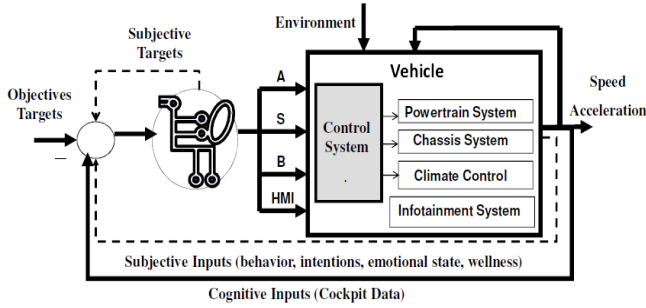 Environment
Subjective
Targets
Objectives
Targets
Vehicle
Speed
Acceleration
A
S
B
HMI
Control
System
.
Powertrain System
Chassis System
Climate Control
Infotainment System
–
Subjective Inputs (behavior, intentions, emotional state, wellness)
Cognitive Inputs (Cockpit Data)